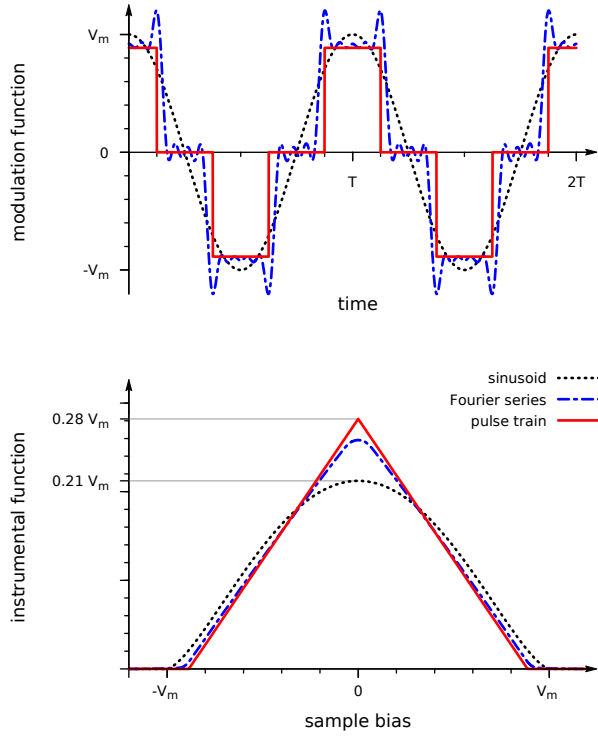 modulation function
Vm
0
-Vm
T
2T
time
instrumental function
sinusoid
Fourier series
pulse train
0.28 Vm
0.21 Vm
-Vm
0
Vm
sample bias